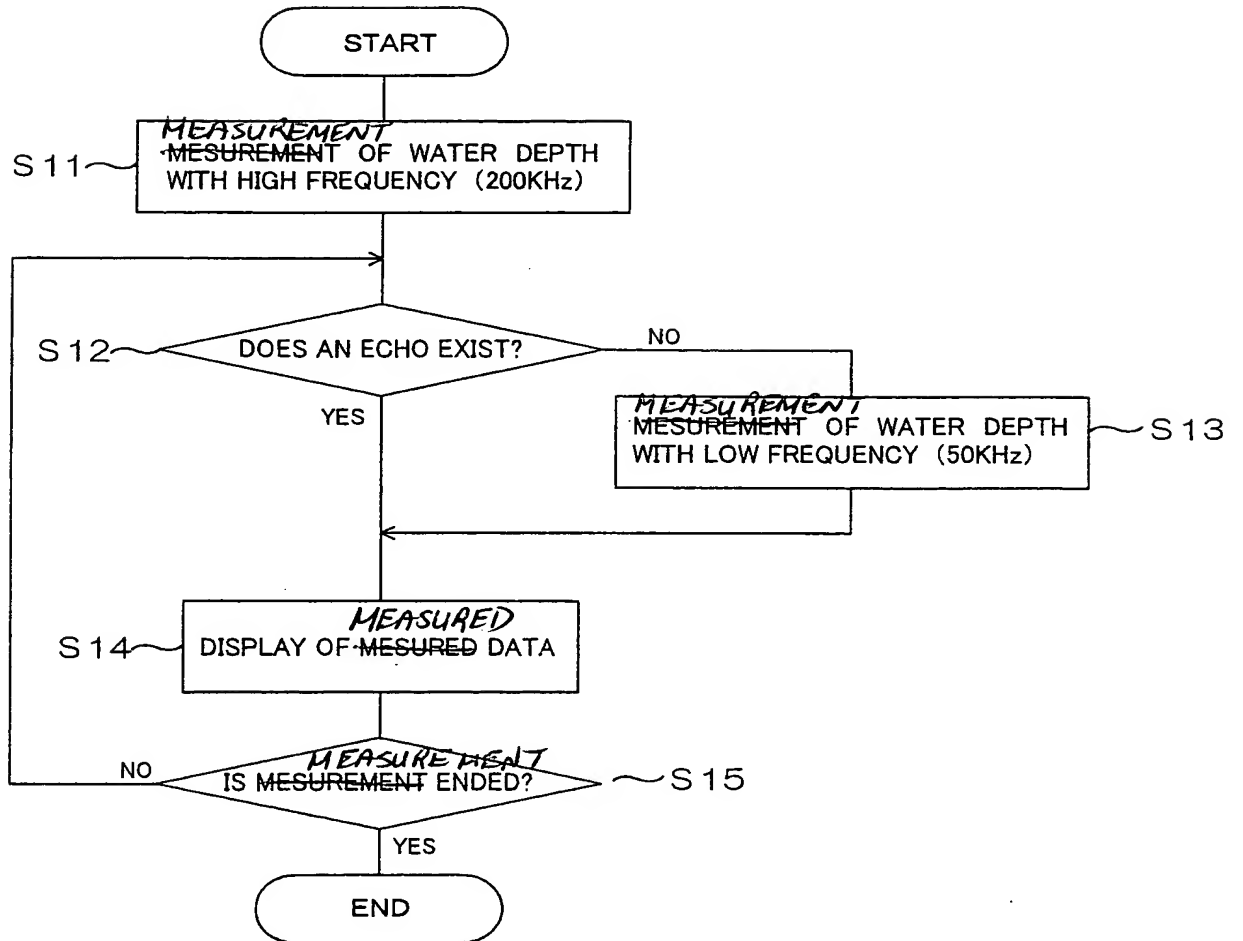 START
MEASUREMENT
S11
MESUREMENT OF WATER DEPTH
WITH HIGH FREQUENCY (200KHz)
S12
DOES AN ECHO EXIST?
NO
YES
MEASUREMENT
MESUREMENT OF WATER DEPTH
S13
WITH LOW FREQUENCY (50KHz)
MEASURED
S14
DISPLAY OF MESURED DATA
MEASUREMENT
NO
IS MESUREMENT ENDED?
S15
YES
END